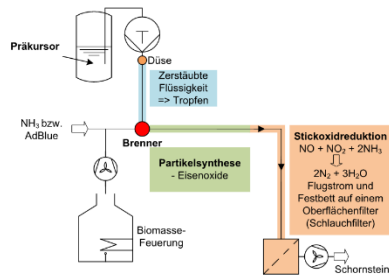 Präkursor
Düse
Zerstäubte
Flüssigkeit
=> Tropfen
NH₃ bzw.
AdBlue
Brenner
Partikelsynthese
- Eisenoxide
Stickoxidreduktion
NO + NO₂ + 2NH₃
2N₂ + 3H₂O
Flugstrom und
Festbett auf einem
Oberflächenfilter
(Schlauchfilter)
Biomasse-
Feuerung
Schornstein